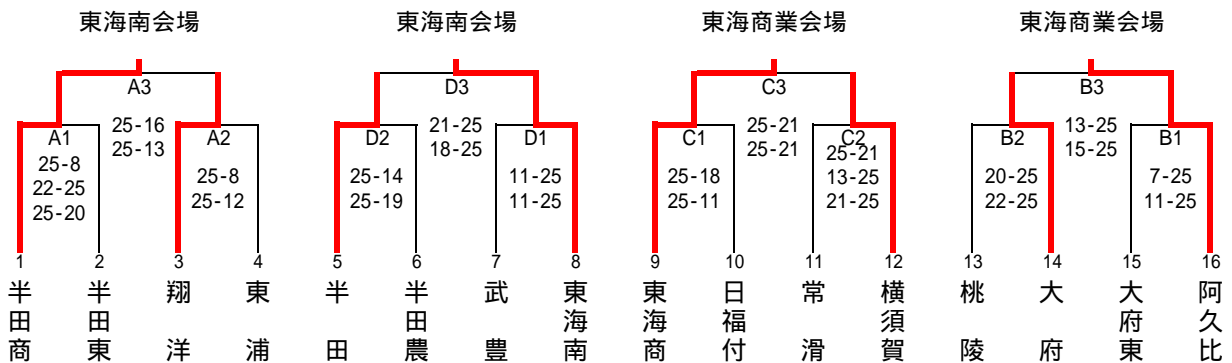 東海南会場
東海南会場
東海商業会場
東海商業会場
A3
D3
C3
B3
25-16
25-13
21-25
18-25
25-21
25-21
13-25
15-25
A1
25-8
22-25
25-20
A2
25-8
25-12
D2
25-14
25-19
D1
11-25
11-25
C1
25-18
25-11
C2
25-21
13-25
21-25
B2
20-25
22-25
B1
7-25
11-25
1
2
3
4
5
6
7
8
9
10
11
12
13
14
15
16
半田商
半田東
翔洋
東浦
半田
半田農
武豊
東海南
東海商
日福付
常滑
横須賀
桃陵
大府
大府東
阿久比